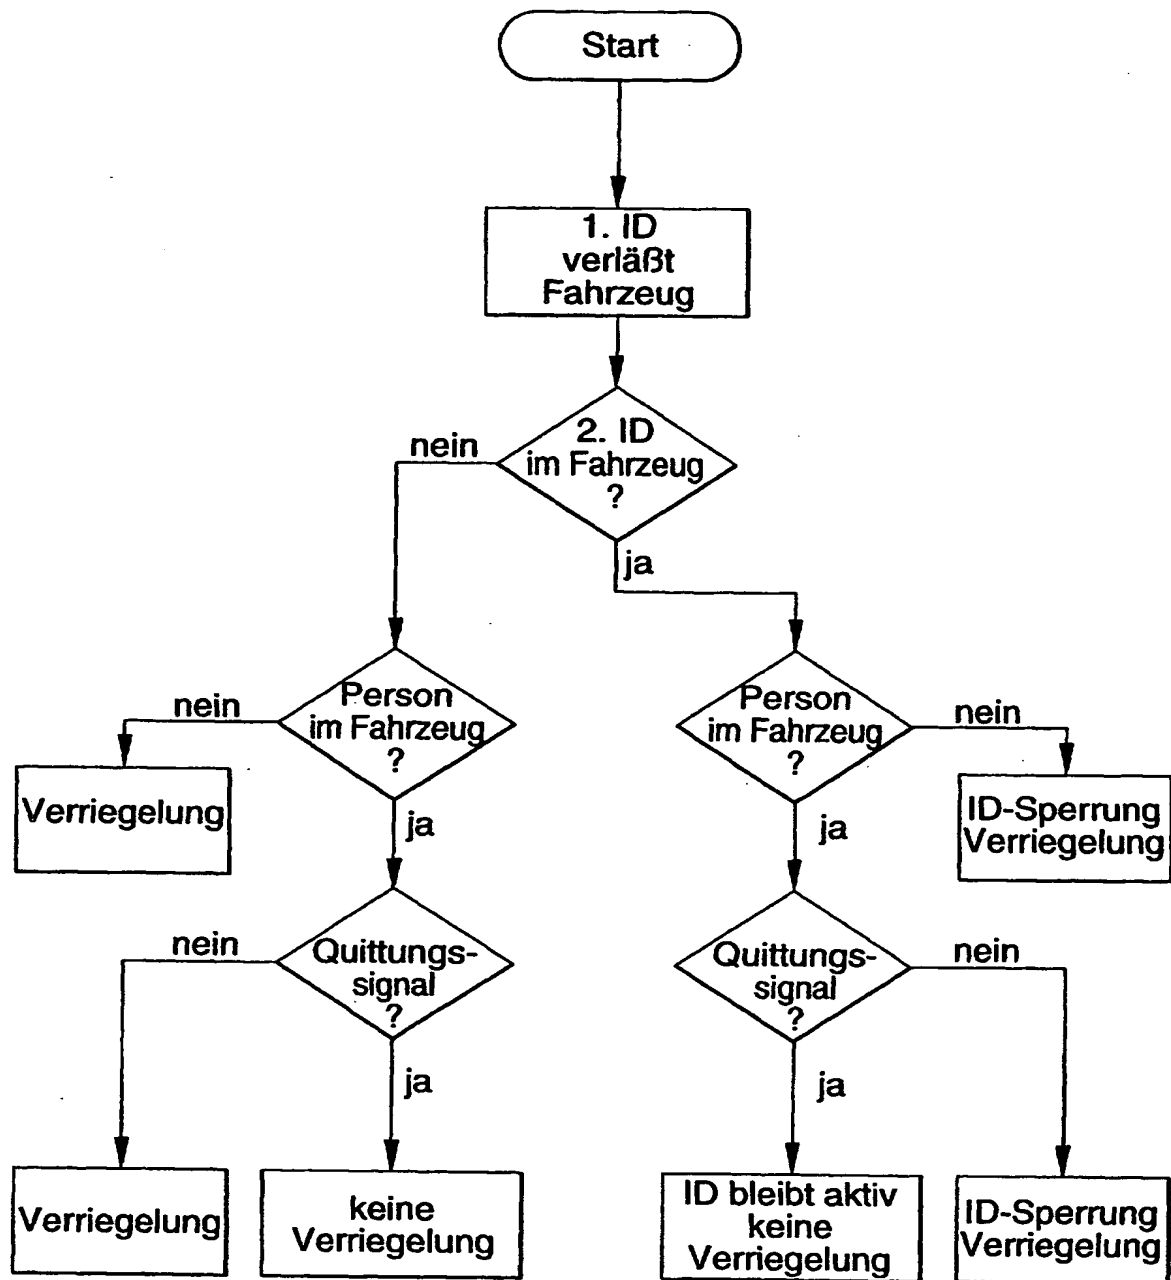 Start
1. ID
verläßt
Fahrzeug
2. ID
im Fahrzeug
?
nein
ja
Person
im Fahrzeug
?
nein
ja
Verriegelung
Person
im Fahrzeug
?
nein
ja
ID-Sperrung
Verriegelung
Quittungs-
signal
?
nein
ja
Quittungs-
signal
?
nein
ja
Verriegelung
keine
Verriegelung
ID bleibt aktiv
keine
Verriegelung
ID-Sperrung
Verriegelung